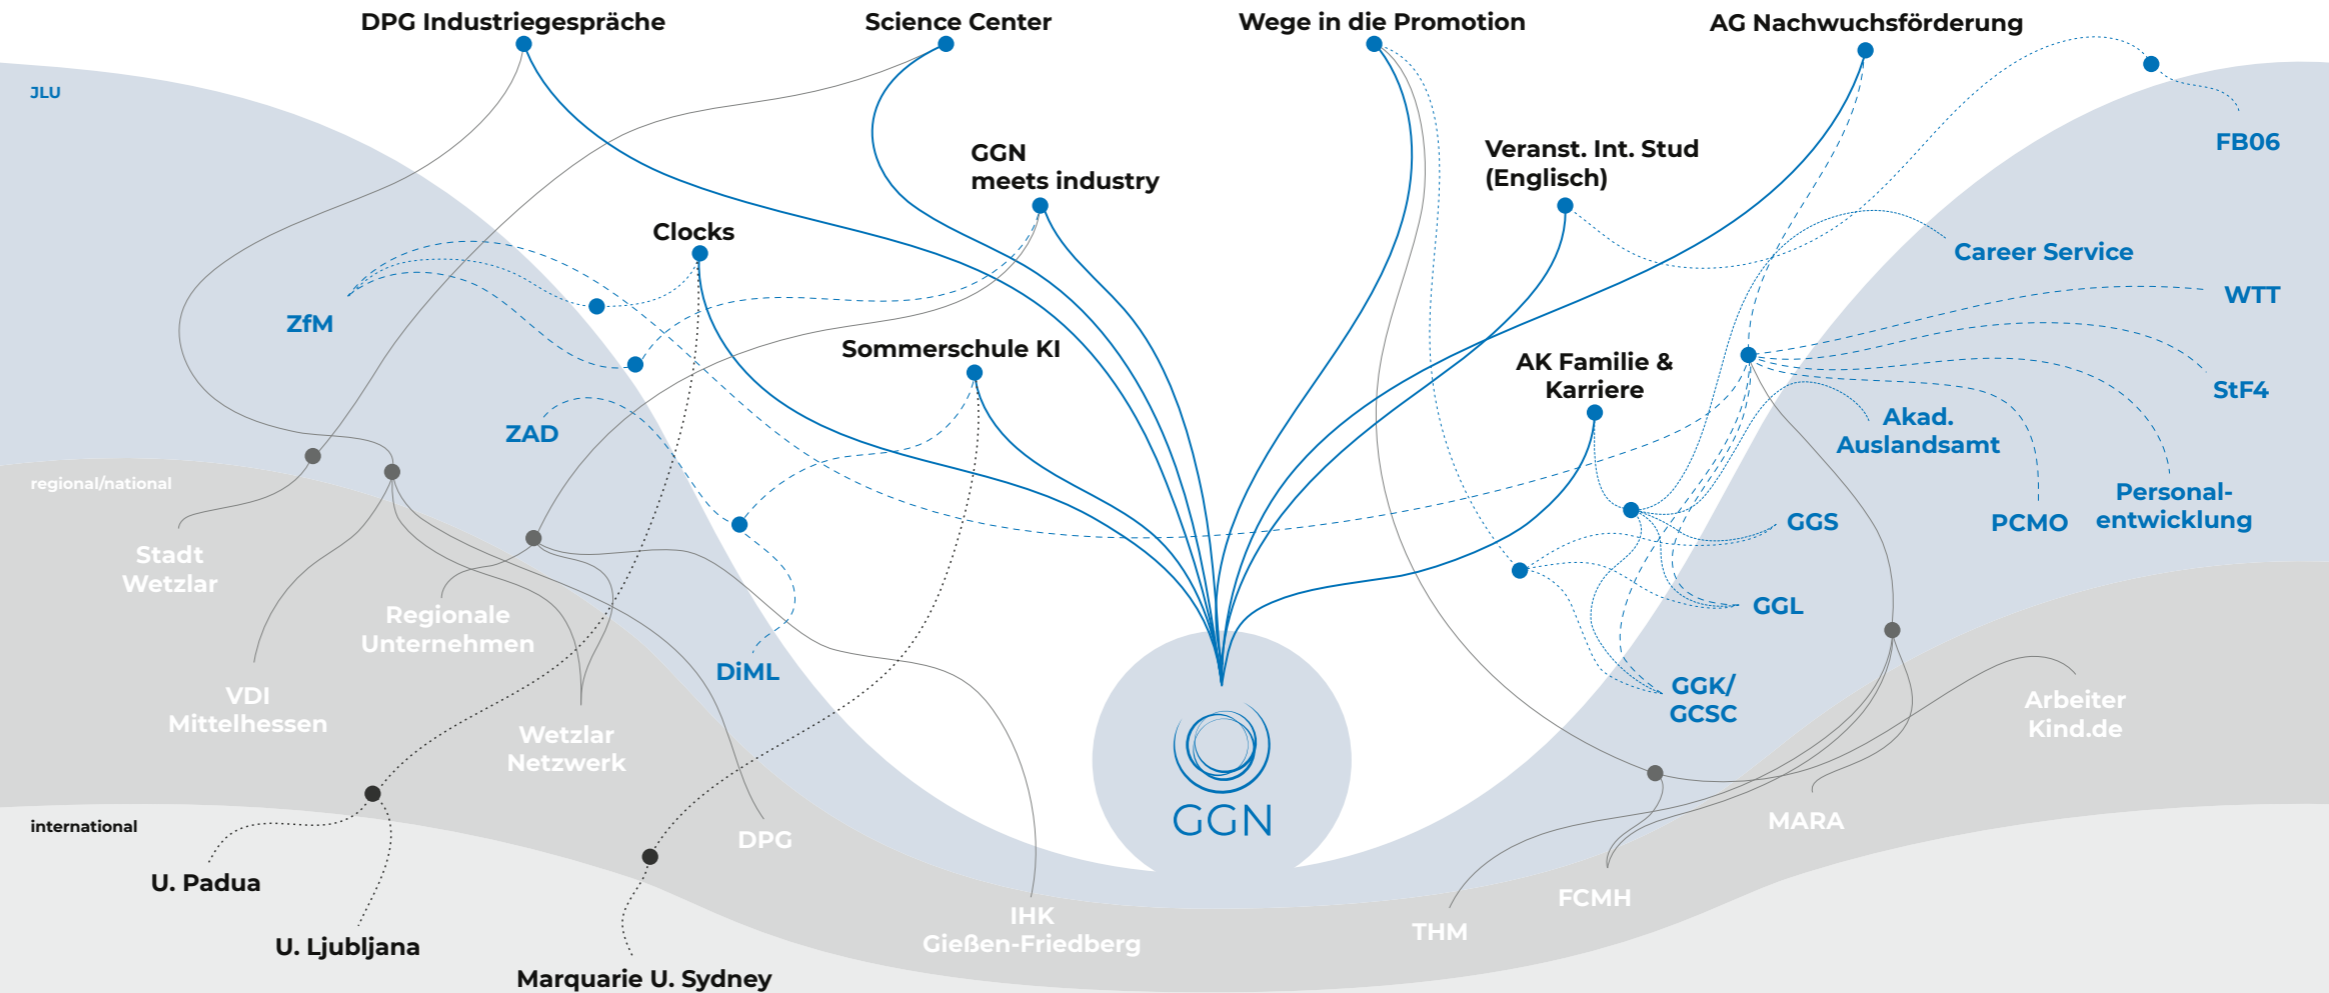 DPG Industriegespräche
Science Center
Wege in die Promotion
AG Nachwuchsförderung
JLU
FB06
GGN
meets industry
Veranst. Int. Stud
(Englisch)
Clocks
Career Service
WTT
ZfM
Sommerschule KI
AK Familie &
Karriere
StF4
ZAD
Akad.
Auslandsamt
regional/national
Personal-
entwicklung
PCMO
GGS
Stadt
Wetzlar
Regionale
Unternehmen
GGL
DiML
GGK/
GCSC
VDI
Mittelhessen
Arbeiter
Kind.de
Wetzlar
Netzwerk
GGN
MARA
international
DPG
U. Padua
FCMH
IHK
Gießen-Friedberg
THM
U. Ljubljana
Marquarie U. Sydney